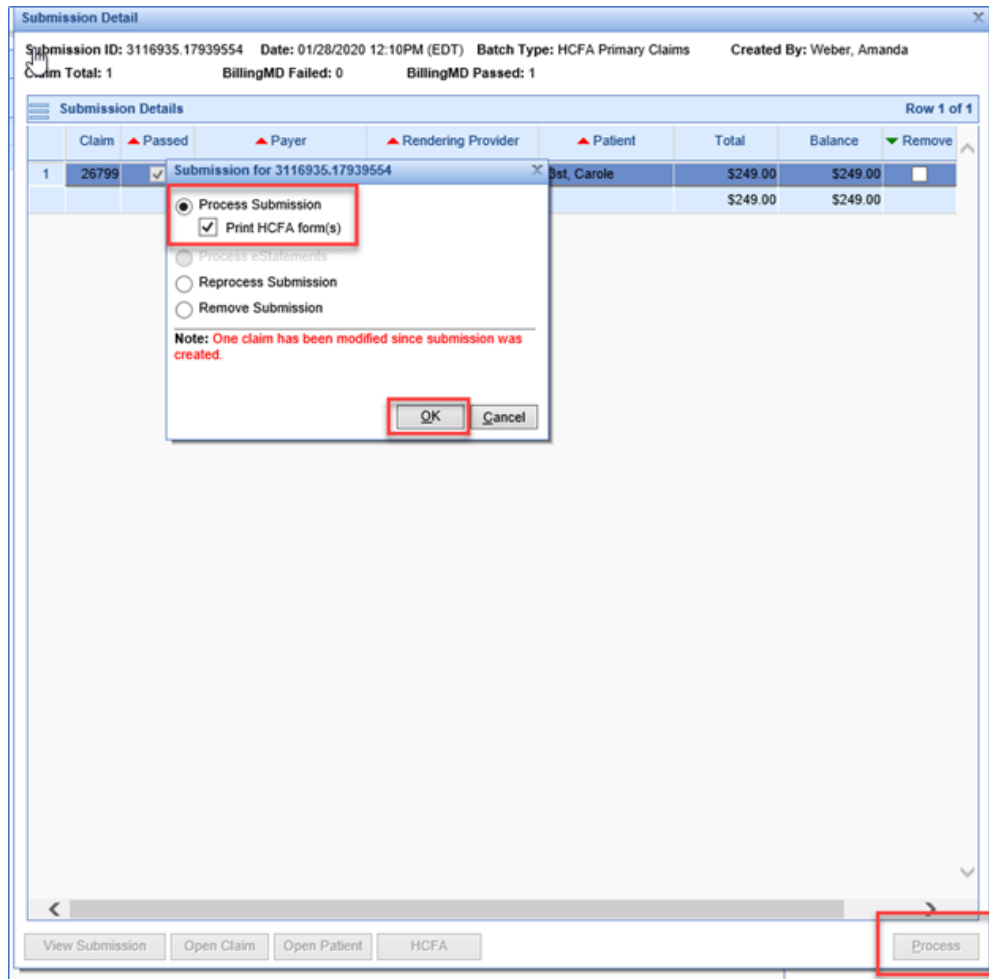 Submission Detail
Submission ID: 3116935.17939554 Date: 01/28/2020 12:10PM (EDT) Batch Type: HCFA Primary Claims Created By: Weber, Amanda
Claim Total: 1 BillingMD Failed: 0 BillingMD Passed: 1
Submission Details Row 1 of 1
Claim Passed Payer Rendering Provider Patient Total Balance Remove
1 26799 Carole $249.00 $249.00
$249.00 $249.00
Submission for 3116935.17939554
Process Submission
Print HCFA form(s)
Process eStatements
Reprocess Submission
Remove Submission
Note: One claim has been modified since submission was
created.
OK Cancel
View Submission Open Claim Open Patient HCFA Process